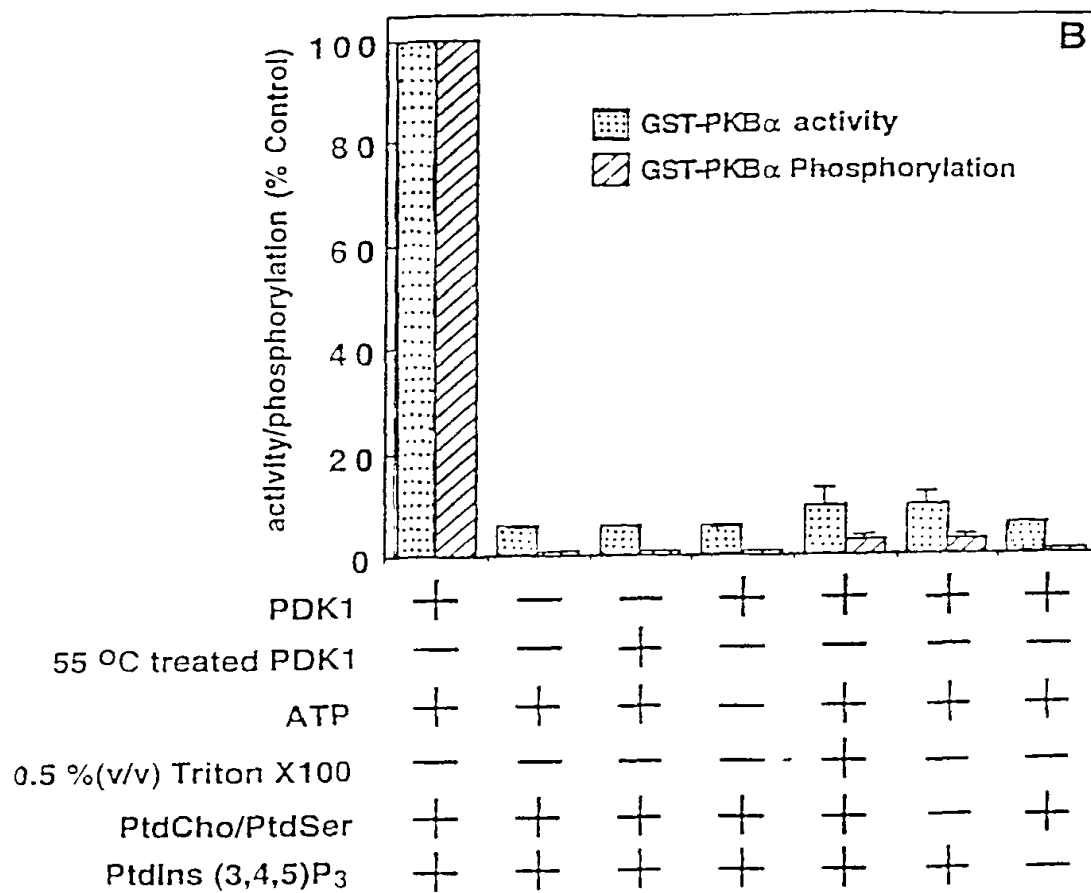 B
activity/phosphorylation (% Control)
100
80
60
40
20
0
GST-PKBα activity
GST-PKBα Phosphorylation
PDK1 + − − + + + +
55 °C treated PDK1 − − + − − − −
ATP + + + − + + +
0.5 %(v/v) Triton X100 − − − − + − −
PtdCho/PtdSer + + + + + − +
PtdIns (3,4,5)P₃ + + + + + + −